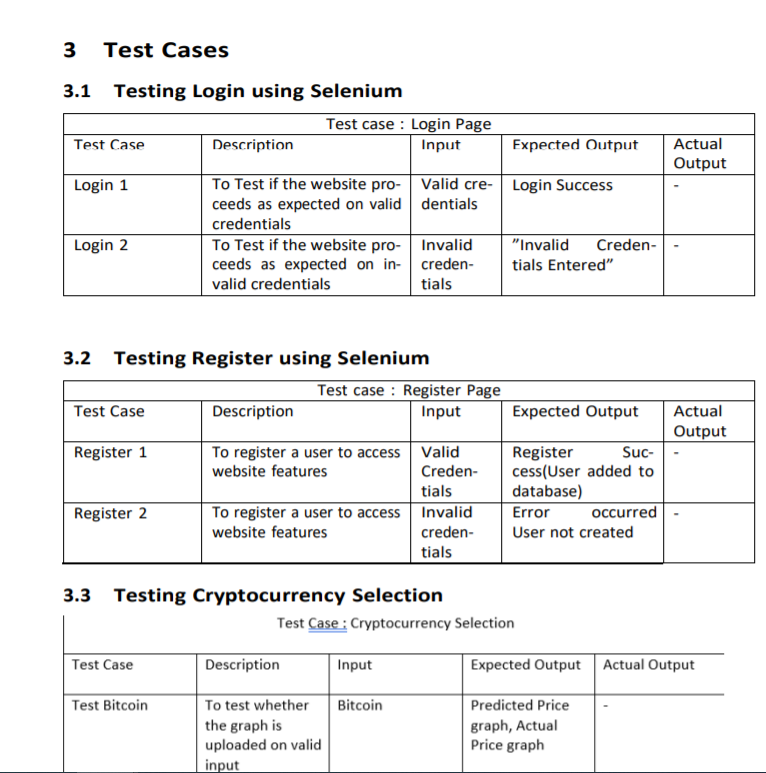 3 Test Cases
3.1 Testing Login using Selenium
Test case : Login Page
Test Case Description Input Expected Output Actual
Output
Login 1 To Test if the website pro- Valid cre- Login Success -
ceeds as expected on valid dentials
credentials
Login 2 To Test if the website pro- Invalid "Invalid Creden- -
ceeds as expected on in- creden- tials Entered”
valid credentials tials
3.2 Testing Register using Selenium
Test case : Register Page
Test Case Description Input Expected Output Actual
Output
Register 1 To register a user to access Valid Register Suc- -
website features Creden- cess(User added to
tials database)
Register 2 To register a user to access Invalid Error occurred -
website features creden- User not created
tials
3.3 Testing Cryptocurrency Selection
Test Case : Cryptocurrency Selection
Test Case Description Input Expected Output Actual Output
Test Bitcoin To test whether Bitcoin Predicted Price -
the graph is graph, Actual
uploaded on valid Price graph
input